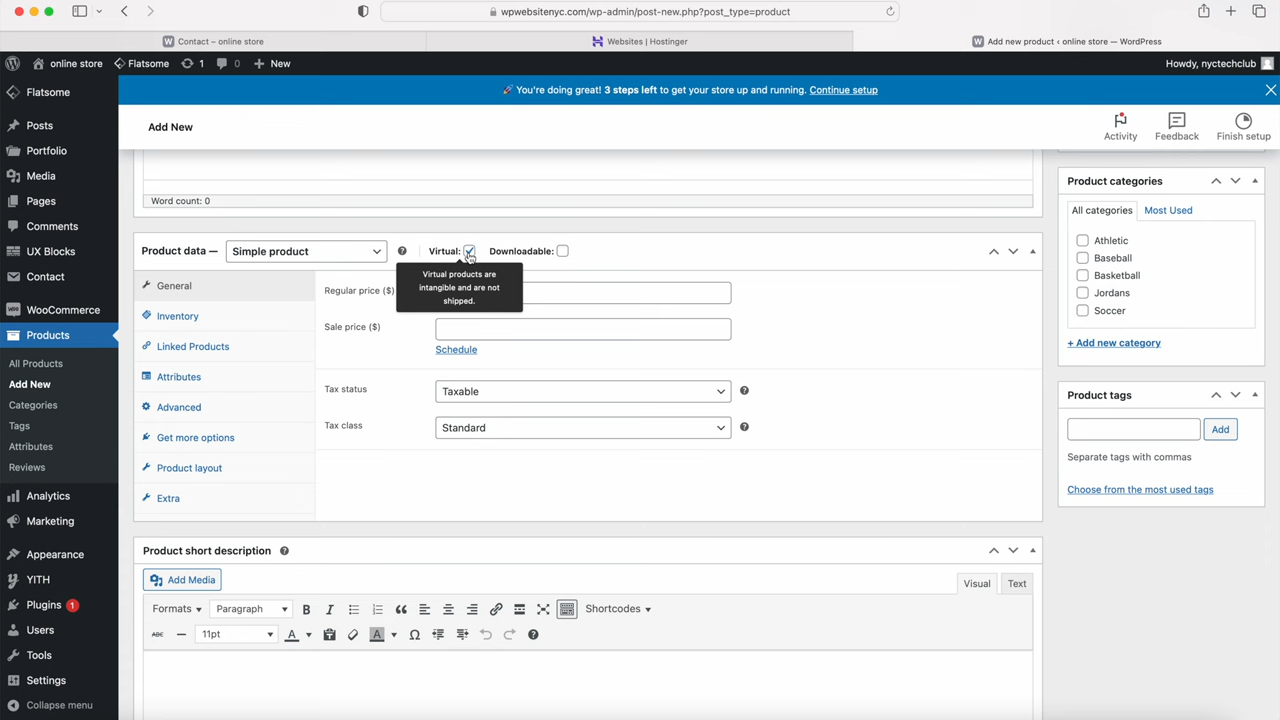 wpwebsitenyc.com/wp-admin/post-new.php?post_type=product
Contact – online store
Websites | Hostinger
Add new product ‹ online store — WordPress
online store
Flatsome
1
0
New
Howdy, nyctechclub
Flatsome
Posts
Portfolio
Media
Pages
Comments
UX Blocks
Contact
WooCommerce
Products
All Products
Add New
Categories
Tags
Attributes
Reviews
Analytics
Marketing
Appearance
YITH
Plugins 1
Users
Tools
Settings
Collapse menu
🚀 You're doing great! 3 steps left to get your store up and running. Continue setup
Add New
Activity
Feedback
Finish setup
Word count: 0
Product data —
Simple product
Virtual:
Downloadable:
Virtual products are
intangible and are not
shipped.
General
Inventory
Linked Products
Attributes
Advanced
Get more options
Product layout
Extra
Regular price ($)
Sale price ($)
Schedule
Tax status
Taxable
Tax class
Standard
Product short description
Add Media
Visual
Text
Formats
Paragraph
B
I
Shortcodes
ABC
11pt
A
A
Ω
Product categories
All categories
Most Used
Athletic
Baseball
Basketball
Jordans
Soccer
+ Add new category
Product tags
Add
Separate tags with commas
Choose from the most used tags